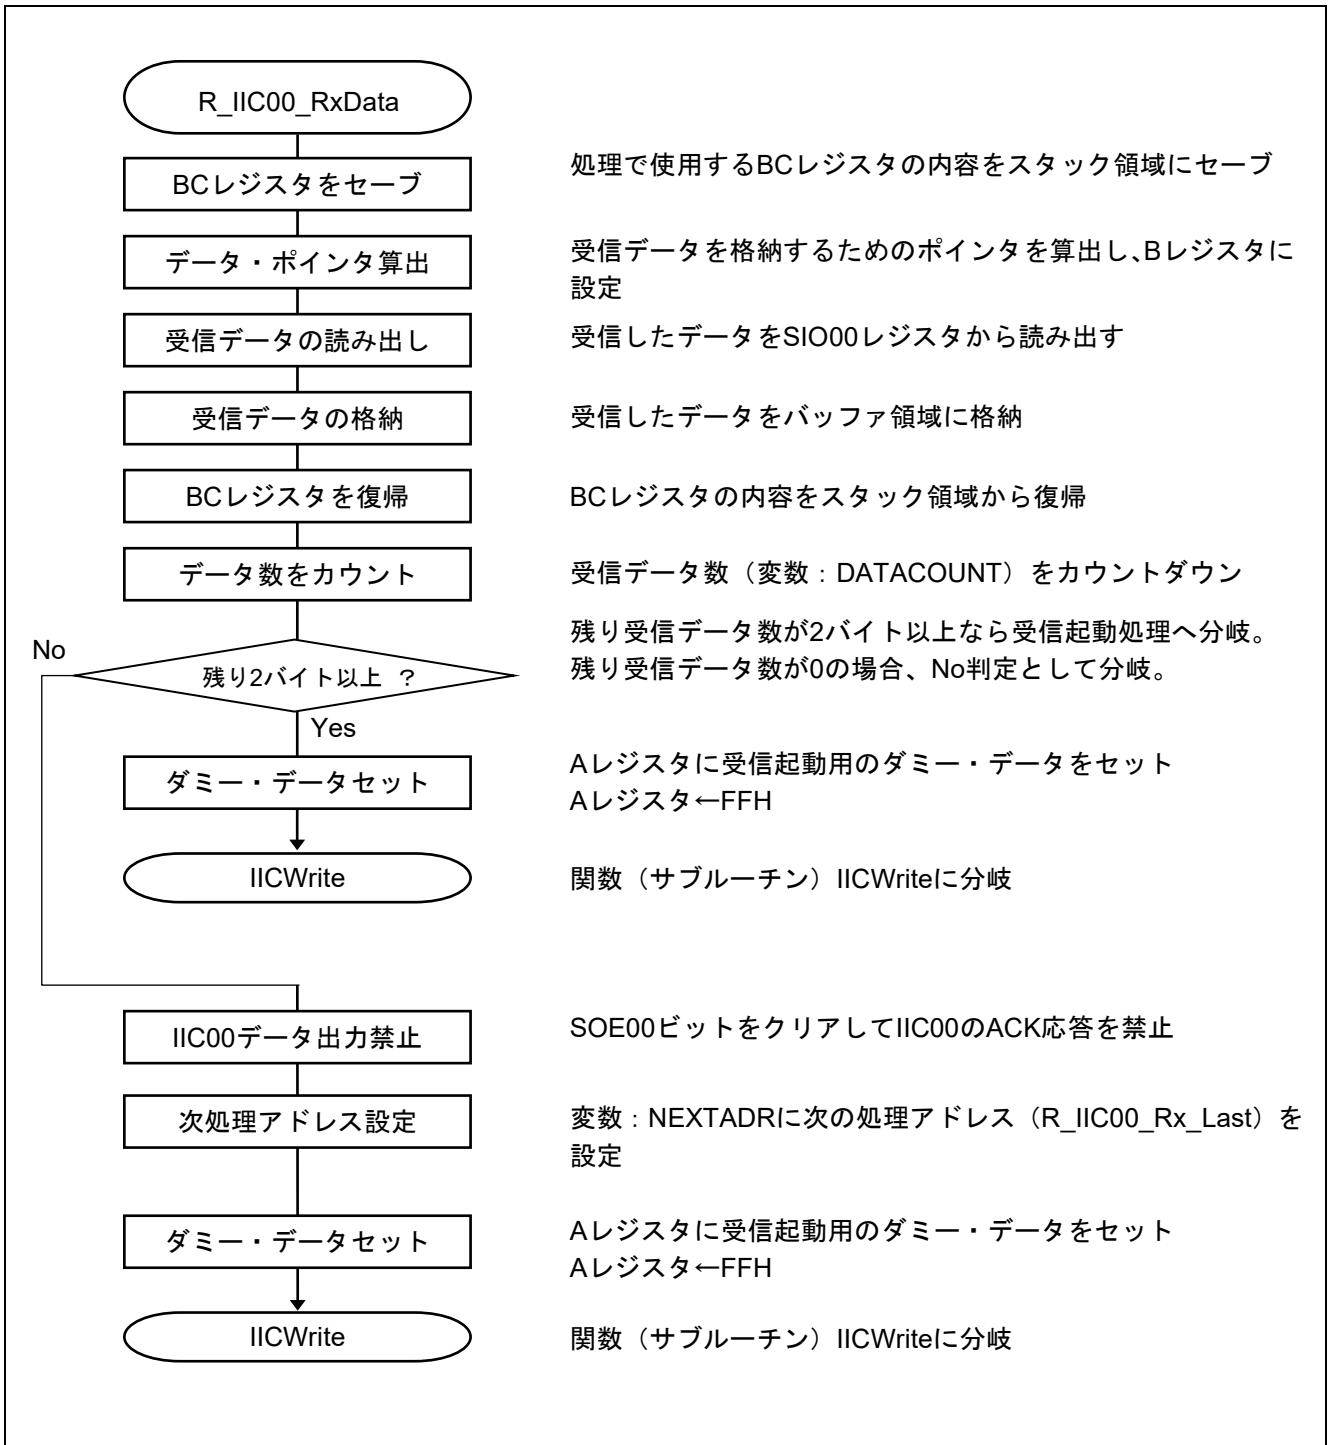 R_IIC00_RxData
BCレジスタをセーブ
処理で使用するBCレジスタの内容をスタック領域にセーブ
データ・ポインタ算出
受信データを格納するためのポインタを算出し、Bレジスタに
設定
受信データの読み出し
受信したデータをSIO00レジスタから読み出す
受信データの格納
受信したデータをバッファ領域に格納
BCレジスタを復帰
BCレジスタの内容をスタック領域から復帰
データ数をカウント
受信データ数（変数：DATACOUNT）をカウントダウン
残り受信データ数が2バイト以上なら受信起動処理へ分岐。
残り受信データ数が0の場合、No判定として分岐。
No
残り2バイト以上 ？
Yes
ダミー・データセット
Aレジスタに受信起動用のダミー・データをセット
Aレジスタ←FFH
IICWrite
関数（サブルーチン）IICWriteに分岐
IIC00データ出力禁止
SOE00ビットをクリアしてIIC00のACK応答を禁止
次処理アドレス設定
変数：NEXTADRに次の処理アドレス（R_IIC00_Rx_Last）を
設定
ダミー・データセット
Aレジスタに受信起動用のダミー・データをセット
Aレジスタ←FFH
IICWrite
関数（サブルーチン）IICWriteに分岐